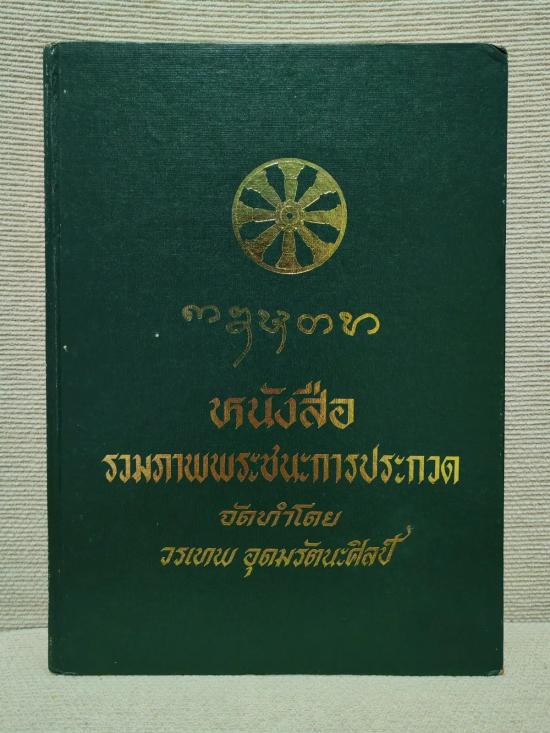 หนังสือ
รวมภาพพระชนะการประกวด
จัดทำโดย
วรเทพ อุดมรัตนะศิลป์